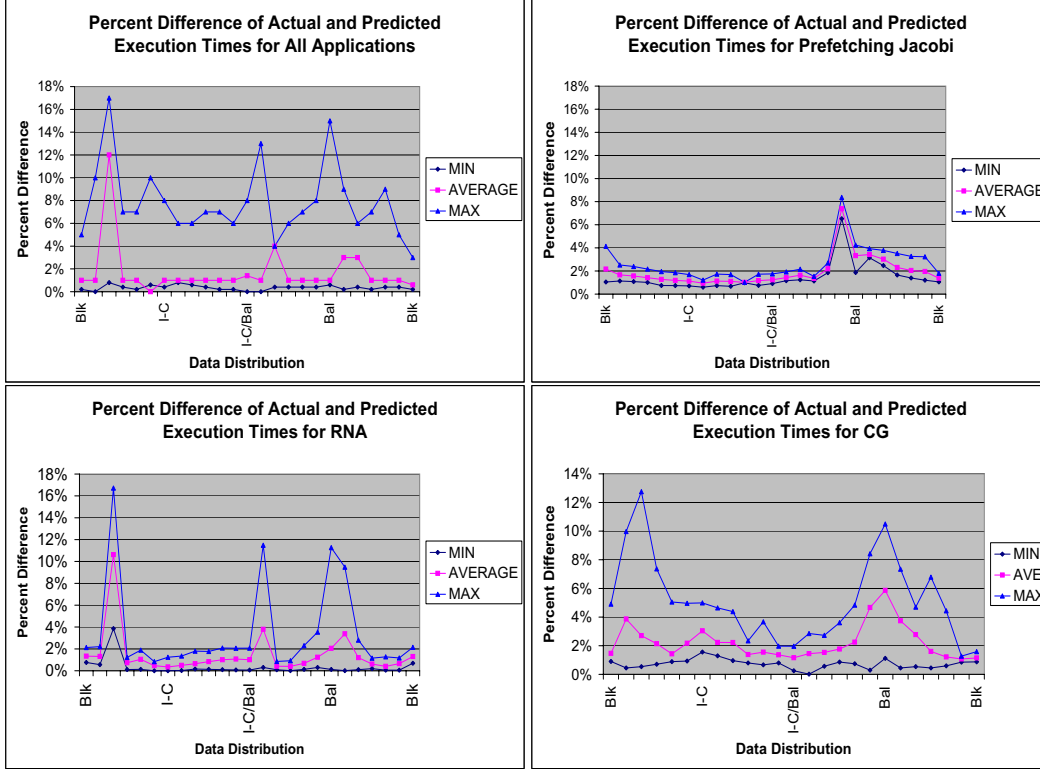 Percent Difference of Actual and Predicted
Execution Times for All Applications
18%
16%
14%
12%
10%
8%
6%
4%
2%
0%
Percent Difference
Blk
I-C
I-C/Bal
Bal
Blk
Data Distribution
MIN
AVERAGE
MAX
Percent Difference of Actual and Predicted
Execution Times for Prefetching Jacobi
18%
16%
14%
12%
10%
8%
6%
4%
2%
0%
Percent Difference
Blk
I-C
I-C/Bal
Bal
Blk
Data Distribution
MIN
AVERAGE
MAX
Percent Difference of Actual and Predicted
Execution Times for RNA
18%
16%
14%
12%
10%
8%
6%
4%
2%
0%
Percent Difference
Blk
I-C
I-C/Bal
Bal
Blk
Data Distribution
MIN
AVERAGE
MAX
Percent Difference of Actual and Predicted
Execution Times for CG
14%
12%
10%
8%
6%
4%
2%
0%
Percent Difference
Blk
I-C
I-C/Bal
Bal
Blk
Data Distribution
MIN
AVE
MAX